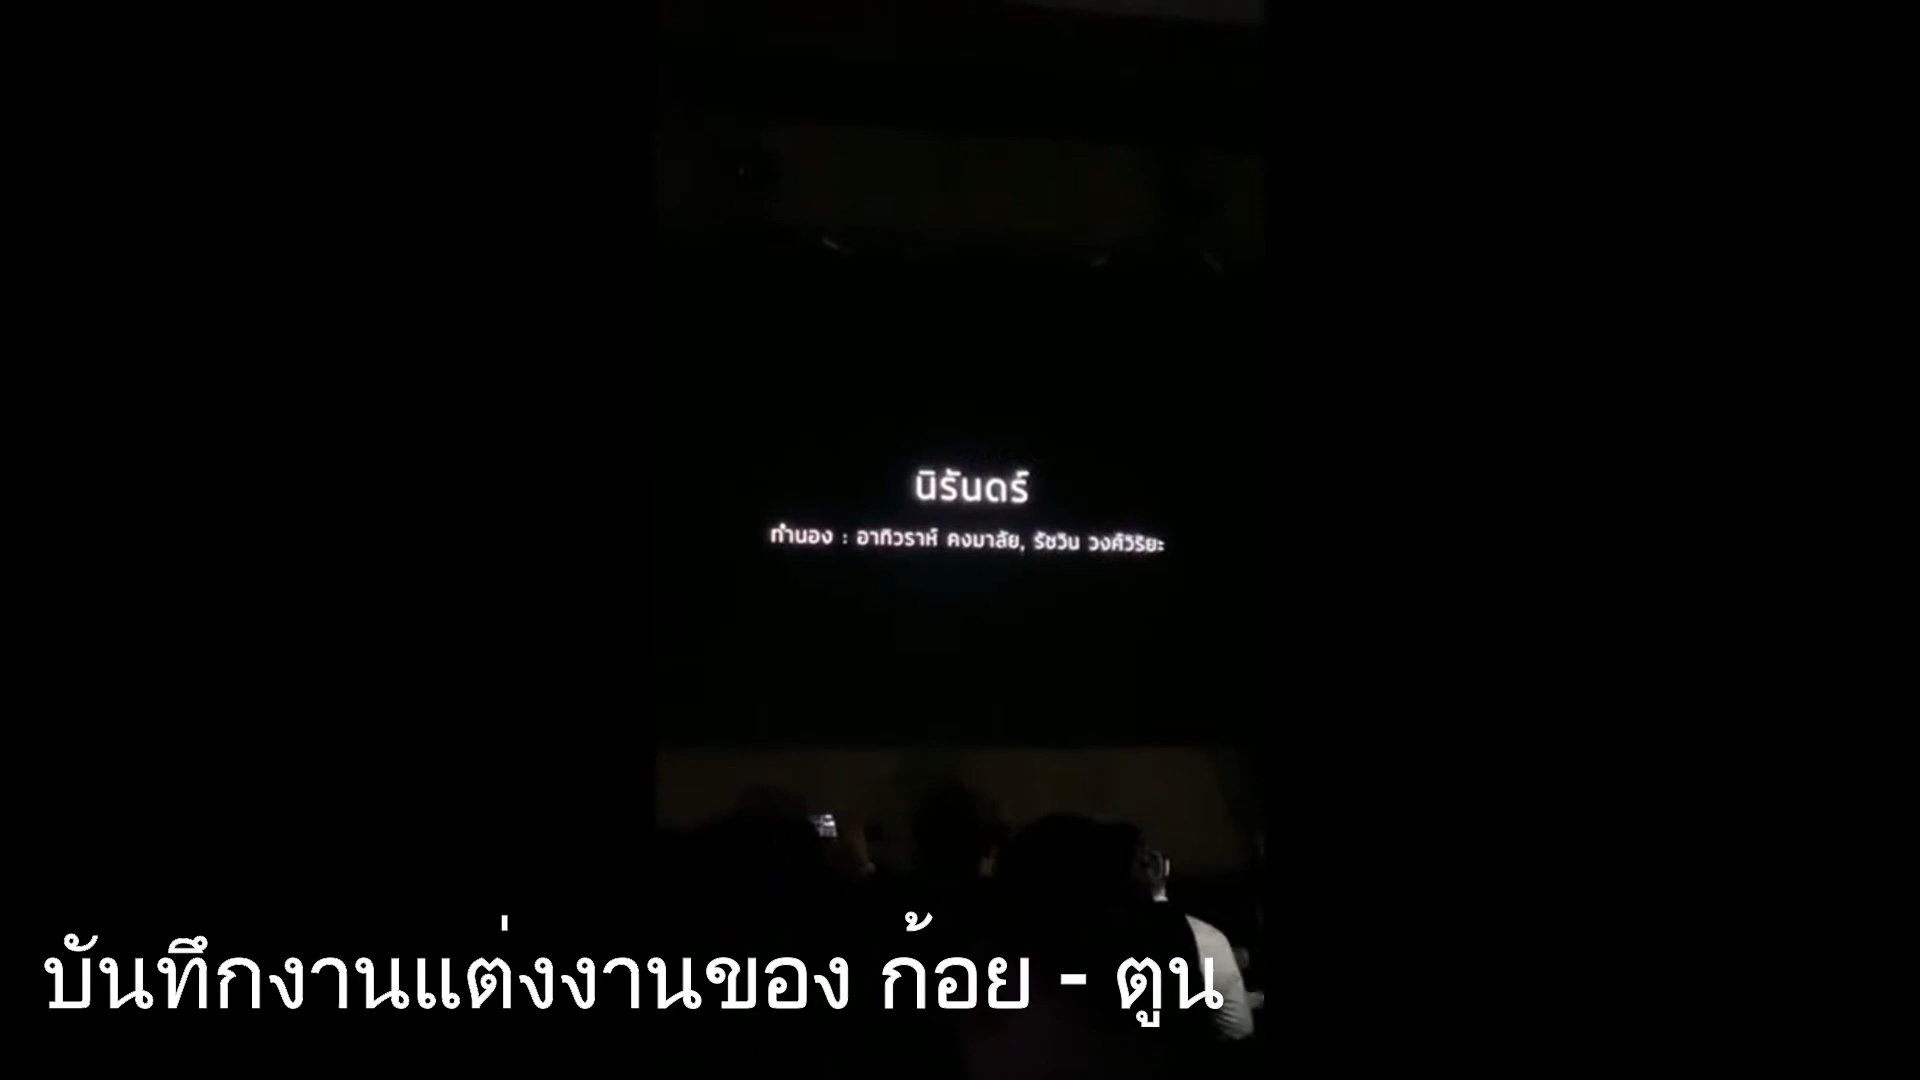 นิรันดร์
ทำนอง : อาทิวราห์ คงมาลัย, รัชวิน วงศ์วิริยะ
บันทึกงานแต่งงานของ ก้อย - ตูน